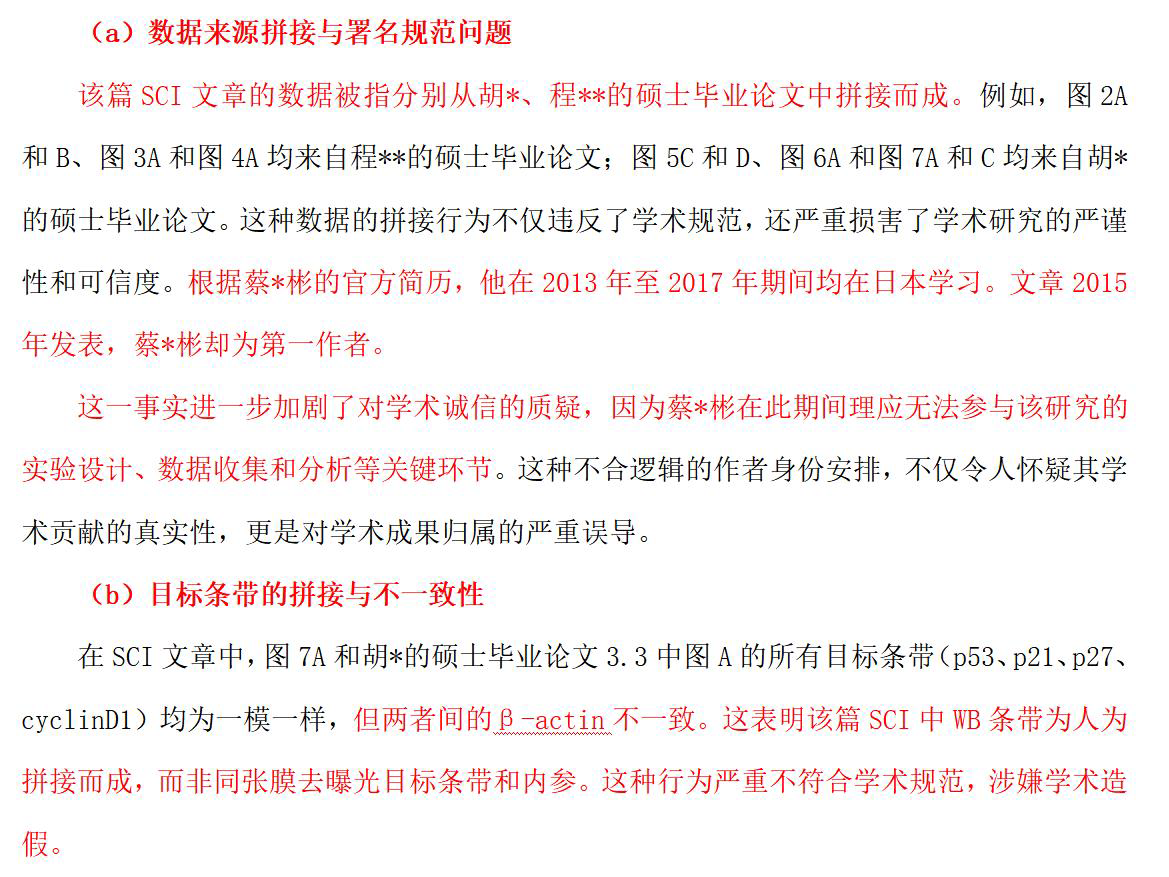 （a）数据来源拼接与署名规范问题
该篇 SCI 文章的数据被指分别从胡*、程**的硕士毕业论文中拼接而成。例如，图 2A
和 B、图 3A 和图 4A 均来自程**的硕士毕业论文；图 5C 和 D、图 6A 和图 7A 和 C 均来自胡*
的硕士毕业论文。这种数据的拼接行为不仅违反了学术规范，还严重损害了学术研究的严谨
性和可信度。根据蔡*彬的官方简历，他在 2013 年至 2017 年期间均在日本学习。文章 2015
年发表，蔡*彬却为第一作者。
这一事实进一步加剧了对学术诚信的质疑，因为蔡*彬在此期间理应无法参与该研究的
实验设计、数据收集和分析等关键环节。这种不合逻辑的作者身份安排，不仅令人怀疑其学
术贡献的真实性，更是对学术成果归属的严重误导。
（b）目标条带的拼接与不一致性
在 SCI 文章中，图 7A 和胡*的硕士毕业论文 3.3 中图 A 的所有目标条带（p53、p21、p27、
cyclinD1）均为一模一样，但两者间的β-actin 不一致。这表明该篇 SCI 中 WB 条带为人为
拼接而成，而非同张膜去曝光目标条带和内参。这种行为严重不符合学术规范，涉嫌学术造
假。